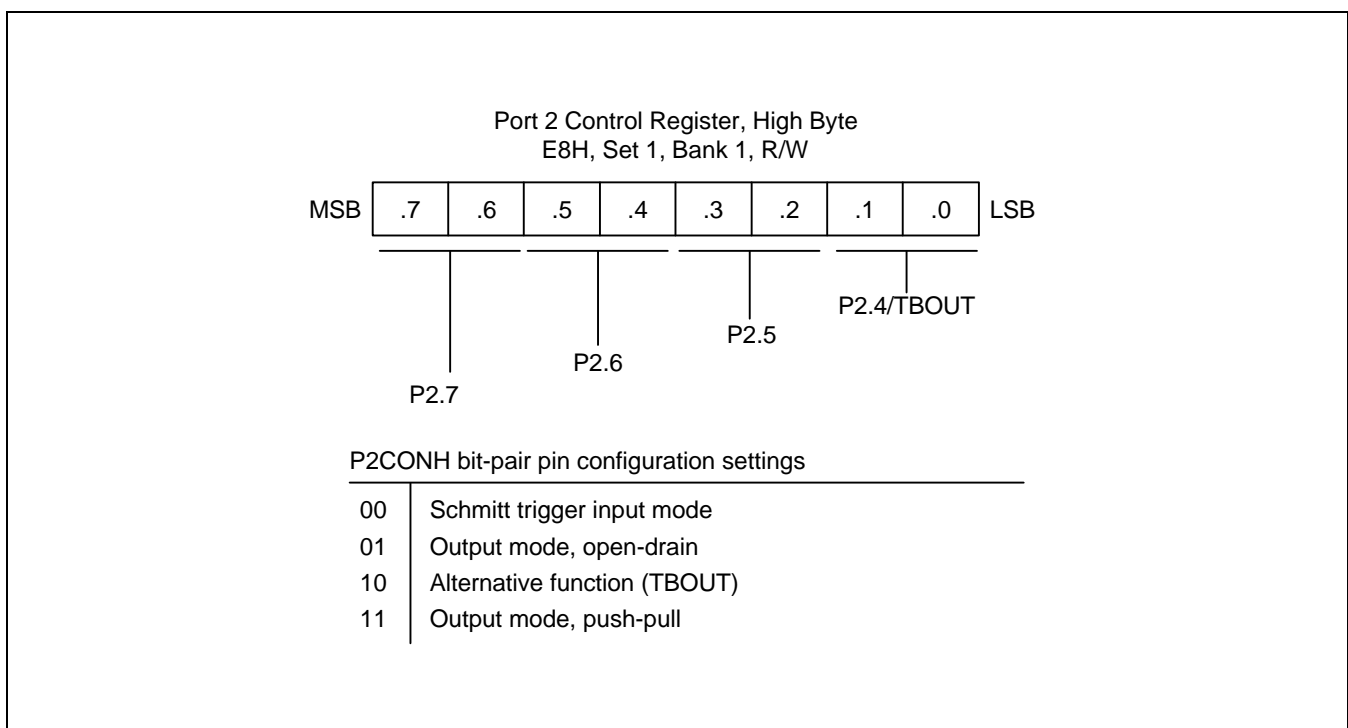 Port 2 Control Register, High Byte
E8H, Set 1, Bank 1, R/W
MSB .7 .6 .5 .4 .3 .2 .1 .0 LSB
P2.4/TBOUT
P2.5
P2.6
P2.7
P2CONH bit-pair pin configuration settings
00 Schmitt trigger input mode
01 Output mode, open-drain
10 Alternative function (TBOUT)
11 Output mode, push-pull